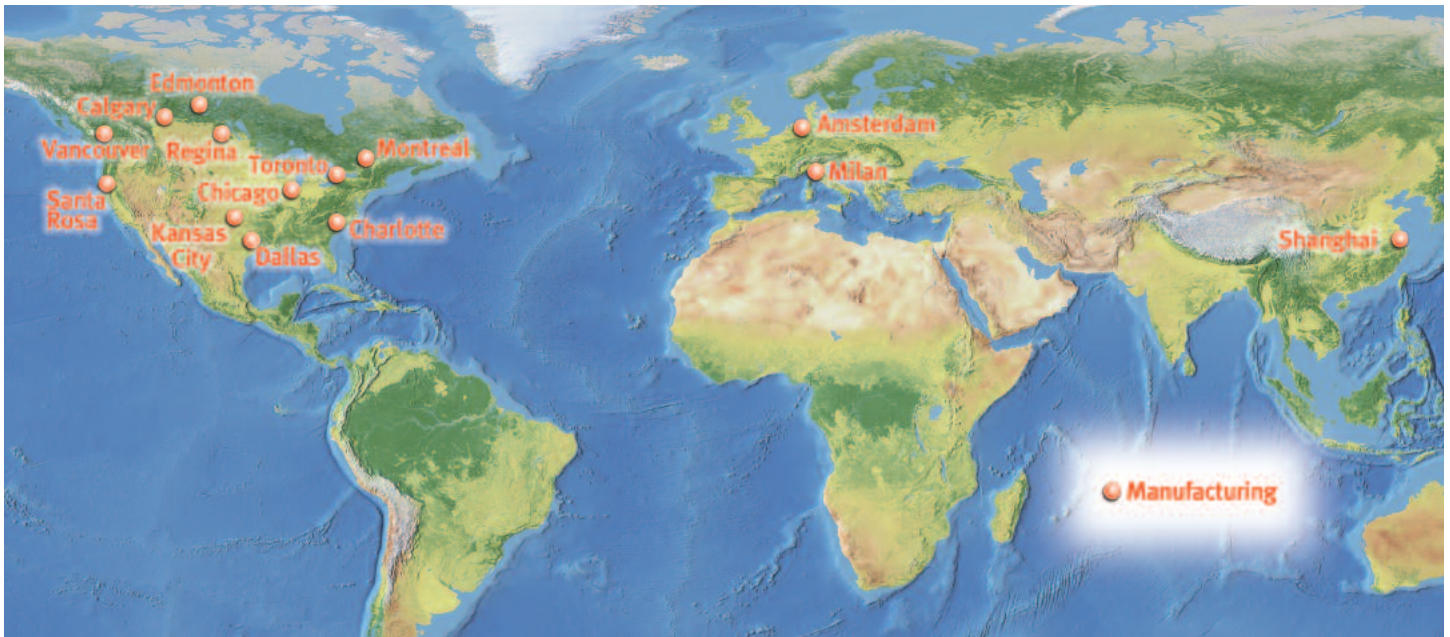 Edmonton
Calgary
Vancouver
Regina
Montreal
Toronto
Chicago
Santa
Rosa
Kansas
City
Charlotte
Dallas
Amsterdam
Milan
Shanghai
Manufacturing